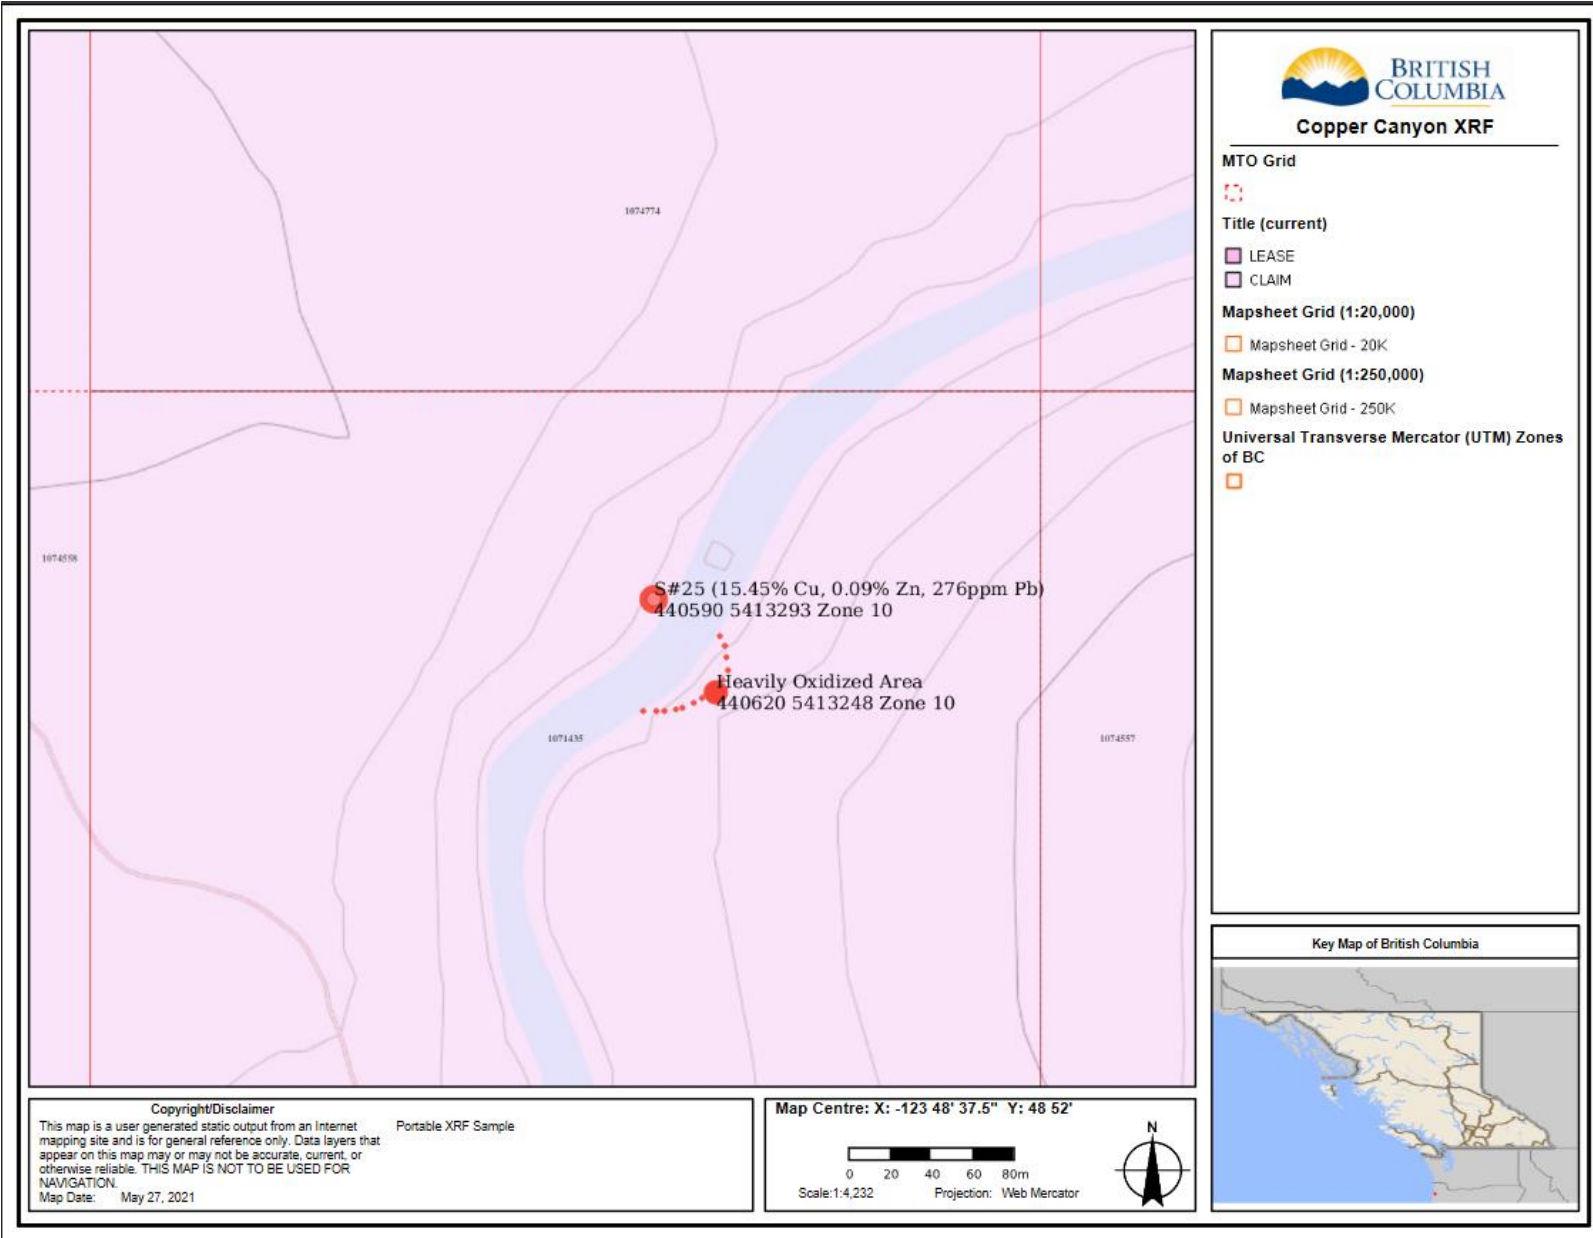 1074774
1074558
S#25 (15.45% Cu, 0.09% Zn, 276ppm Pb)
440590 5413293 Zone 10
Heavily Oxidized Area
440620 5413248 Zone 10
1071435
1074557
BRITISH
COLUMBIA
Copper Canyon XRF
MTO Grid
Title (current)
LEASE
CLAIM
Mapsheet Grid (1:20,000)
Mapsheet Grid - 20K
Mapsheet Grid (1:250,000)
Mapsheet Grid - 250K
Universal Transverse Mercator (UTM) Zones
of BC
Key Map of British Columbia
Copyright/Disclaimer
This map is a user generated static output from an Internet
mapping site and is for general reference only. Data layers that
appear on this map may or may not be accurate, current, or
otherwise reliable. THIS MAP IS NOT TO BE USED FOR
NAVIGATION.
Map Date: May 27, 2021
Portable XRF Sample
Map Centre: X: -123 48' 37.5" Y: 48 52'
0 20 40 60 80m
Scale:1:4,232 Projection: Web Mercator
N